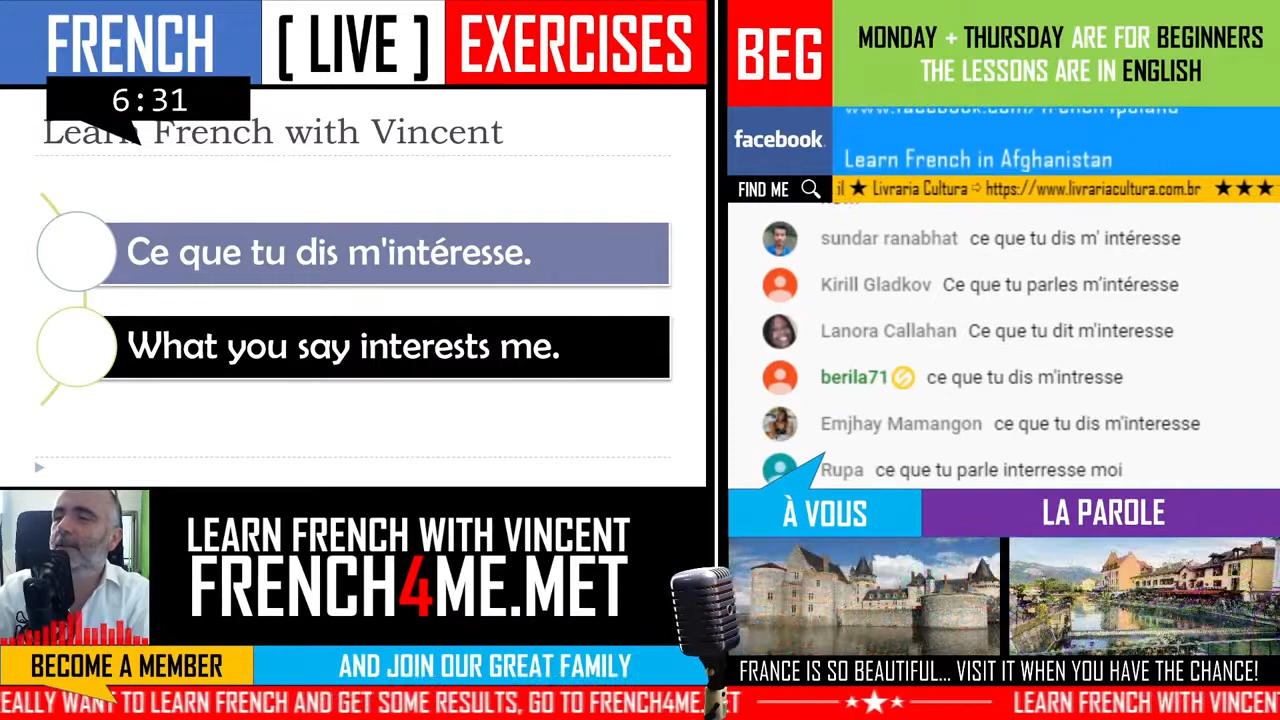 FRENCH
[ LIVE ]
EXERCISES
6:31
Learn French with Vincent
Ce que tu dis m'intéresse.
What you say interests me.
LEARN FRENCH WITH VINCENT
FRENCH4ME.MET
BECOME A MEMBER
AND JOIN OUR GREAT FAMILY
BEG
MONDAY + THURSDAY ARE FOR BEGINNERS
THE LESSONS ARE IN ENGLISH
facebook.
Learn French in Afghanistan
FIND ME
il ★ Livraria Cultura ⇨ https://www.livrariacultura.com.br ★★★
sundar ranabhat ce que tu dis m' intéresse
Kirill Gladkov Ce que tu parles m'intéresse
Lanora Callahan Ce que tu dit m'interesse
berila71 ce que tu dis m'intresse
Emjhay Mamangon ce que tu dis m'interesse
Rupa ce que tu parle interresse moi
À VOUS
LA PAROLE
FRANCE IS SO BEAUTIFUL... VISIT IT WHEN YOU HAVE THE CHANCE!
EALLY WANT TO LEARN FRENCH AND GET SOME RESULTS, GO TO FRENCH4ME. ET ★★★ LEARN FRENCH WITH VINCEN